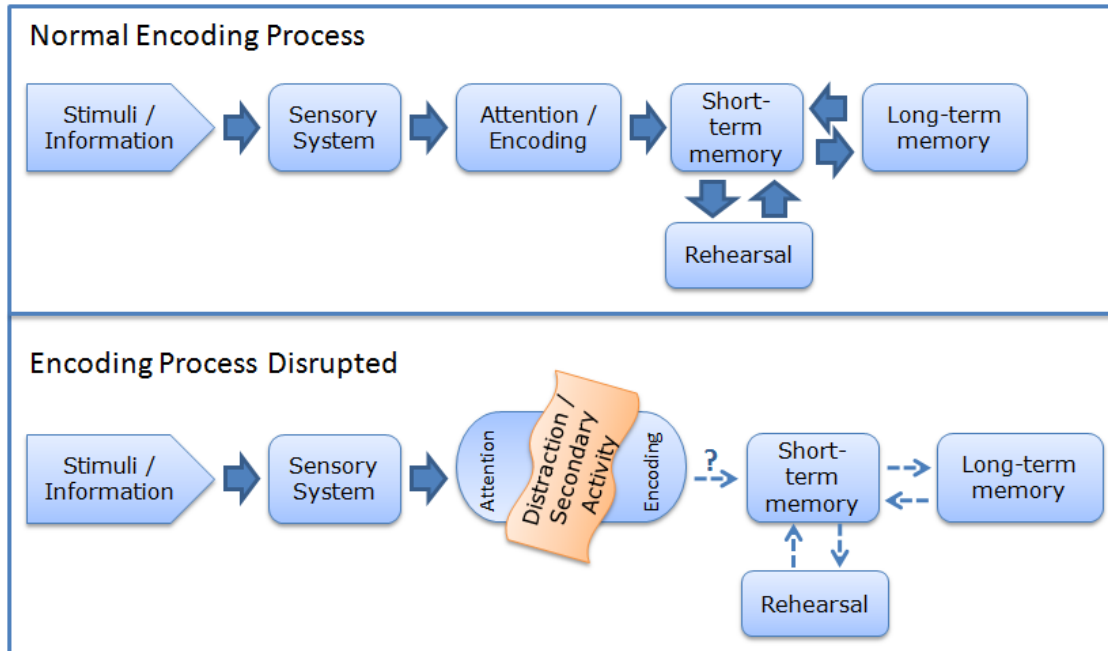 Normal Encoding Process
Stimuli /
Information
Sensory
System
Attention /
Encoding
Short-
term
memory
Long-term
memory
Rehearsal
Encoding Process Disrupted
Stimuli /
Information
Sensory
System
Attention
Distraction /
Secondary
Activity
Encoding
?
Short-
term
memory
Long-term
memory
Rehearsal